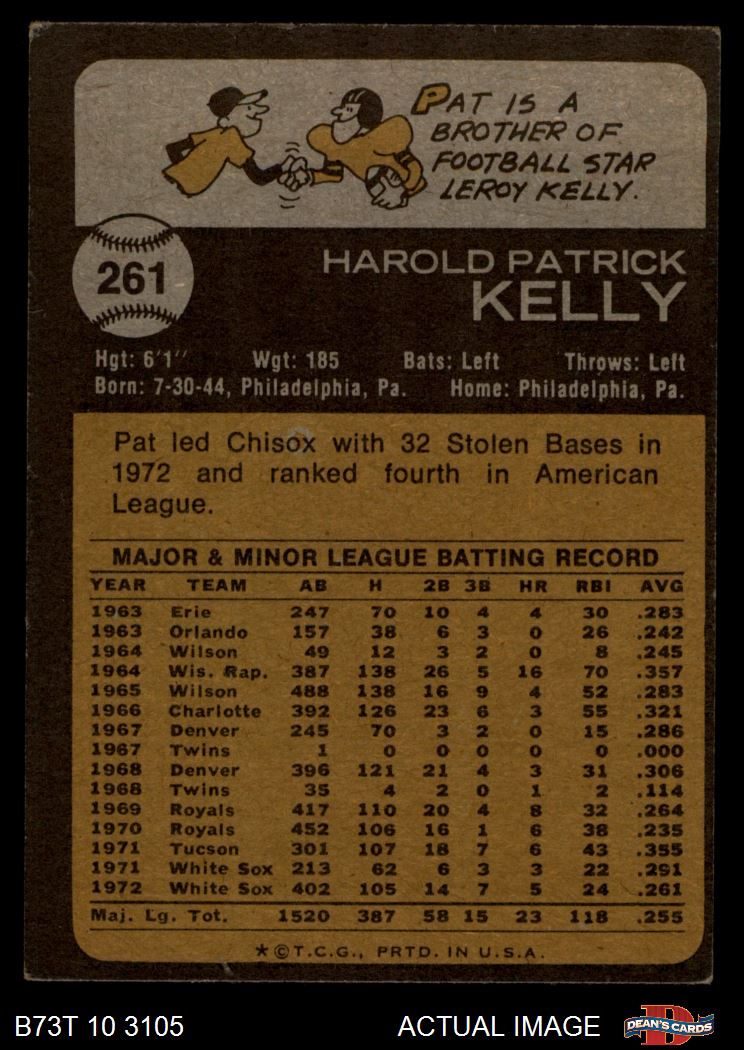 PAT IS A
BROTHER OF
FOOTBALL STAR
LEROY KELLY.
261
HAROLD PATRICK
KELLY
Hgt: 6'1" Wgt: 185 Bats: Left Throws: Left
Born: 7-30-44, Philadelphia, Pa. Home: Philadelphia, Pa.
Pat led Chisox with 32 Stolen Bases in
1972 and ranked fourth in American
League.
MAJOR & MINOR LEAGUE BATTING RECORD
YEAR TEAM AB H 2B 3B HR RBI AVG
1963 Erie 247 70 10 4 4 30 .283
1963 Orlando 157 38 6 3 0 26 .242
1964 Wilson 49 12 3 2 0 8 .245
1964 Wis. Rap. 387 138 26 5 16 70 .357
1965 Wilson 488 138 16 9 4 52 .283
1966 Charlotte 392 126 23 6 3 55 .321
1967 Denver 245 70 3 2 0 15 .286
1967 Twins 1 0 0 0 0 0 .000
1968 Denver 396 121 21 4 3 31 .306
1968 Twins 35 4 2 0 1 2 .114
1969 Royals 417 110 20 4 8 32 .264
1970 Royals 452 106 16 1 6 38 .235
1971 Tucson 301 107 18 7 6 43 .355
1971 White Sox 213 62 6 3 3 22 .291
1972 White Sox 402 105 14 7 5 24 .261
Maj. Lg. Tot. 1520 387 58 15 23 118 .255
★©T.C.G., PRTD. IN U.S.A.
B73T 10 3105 ACTUAL IMAGE
D
DEAN'S CARDS